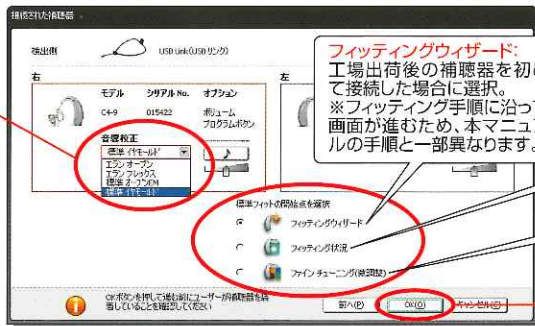 接続された補聴器
検出側
USB Link(USB リンク)
右
左
モデル シリアル No. オプション
C4-9 015422 ボリューム
プログラムボタン
音響校正
標準 イヤモールド
エラン オープン
エラン フレックス
標準 オープンEM
標準 イヤモールド
フィッティングウィザード:
工場出荷後の補聴器を初め
て接続した場合に選択。
※フィッティング手順に沿って
画面が進むため、本マニュア
ルの手順と一部異なります。
標準フィットの開始点を選択
フィッティングウィザード
フィッティング状況
ファイン チューニング(微調整)
OKボタンを押して進む前にユーザーが補聴器を装
着していることを確認してください
前へ(P)
OK(O)
キャンセル(C)